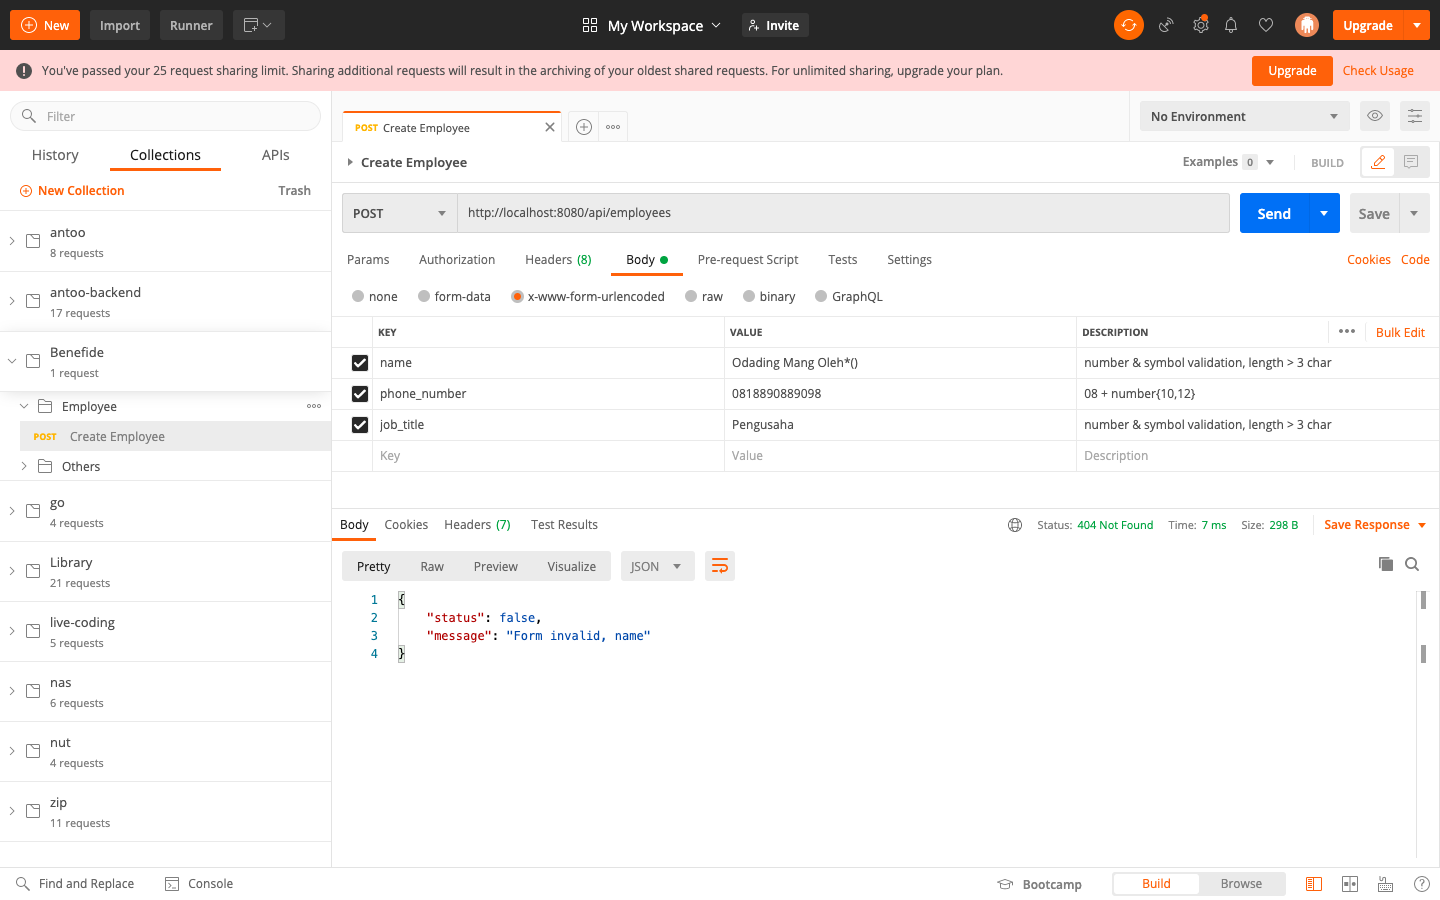 New Import Runner My Workspace Invite Upgrade
You've passed your 25 request sharing limit. Sharing additional requests will result in the archiving of your oldest shared requests. For unlimited sharing, upgrade your plan. Upgrade Check Usage
Filter
History Collections APIs
New Collection Trash
antoo
8 requests
antoo-backend
17 requests
Benefide
1 request
Employee
POST Create Employee
Others
go
4 requests
Library
21 requests
live-coding
5 requests
nas
6 requests
nut
4 requests
zip
11 requests
POST Create Employee No Environment
Create Employee Examples 0 BUILD
POST http://localhost:8080/api/employees Send Save
Params Authorization Headers (8) Body Pre-request Script Tests Settings Cookies Code
none form-data x-www-form-urlencoded raw binary GraphQL
KEY VALUE DESCRIPTION Bulk Edit
name Odading Mang Oleh*() number & symbol validation, length > 3 char
phone_number 0818890889098 08 + number{10,12}
job_title Pengusaha number & symbol validation, length > 3 char
Key Value Description
Body Cookies Headers (7) Test Results Status: 404 Not Found Time: 7 ms Size: 298 B Save Response
Pretty Raw Preview Visualize JSON
1 {
2 "status": false,
3 "message": "Form invalid, name"
4 }
Find and Replace Console Bootcamp Build Browse